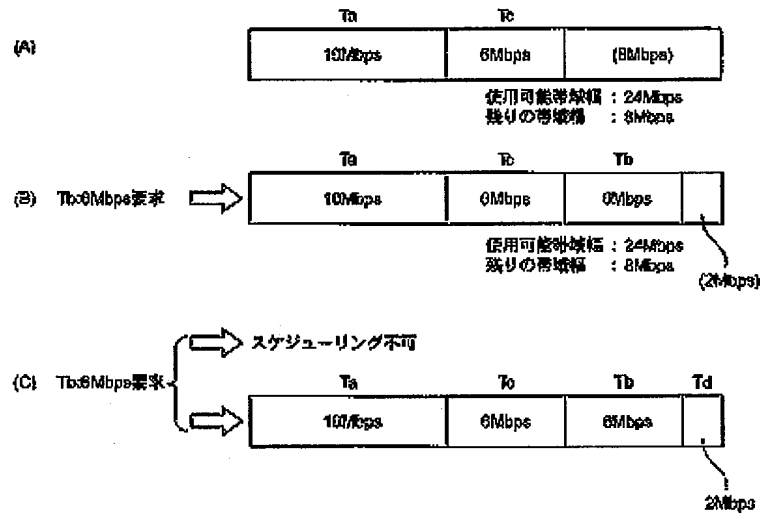 (A)
Ta Tc
10Mbps 6Mbps (8Mbps)
使用可能帯域幅 : 24Mbps
残りの帯域幅 : 8Mbps
Ta Tc Tb
(B) Tb:6Mbps要求 10Mbps 6Mbps 6Mbps
使用可能帯域幅 : 24Mbps
残りの帯域幅 : 8Mbps
(2Mbps)
スケジューリング不可
(C) Tb:6Mbps要求
Ta Tc Tb Td
10Mbps 6Mbps 6Mbps
2Mbps